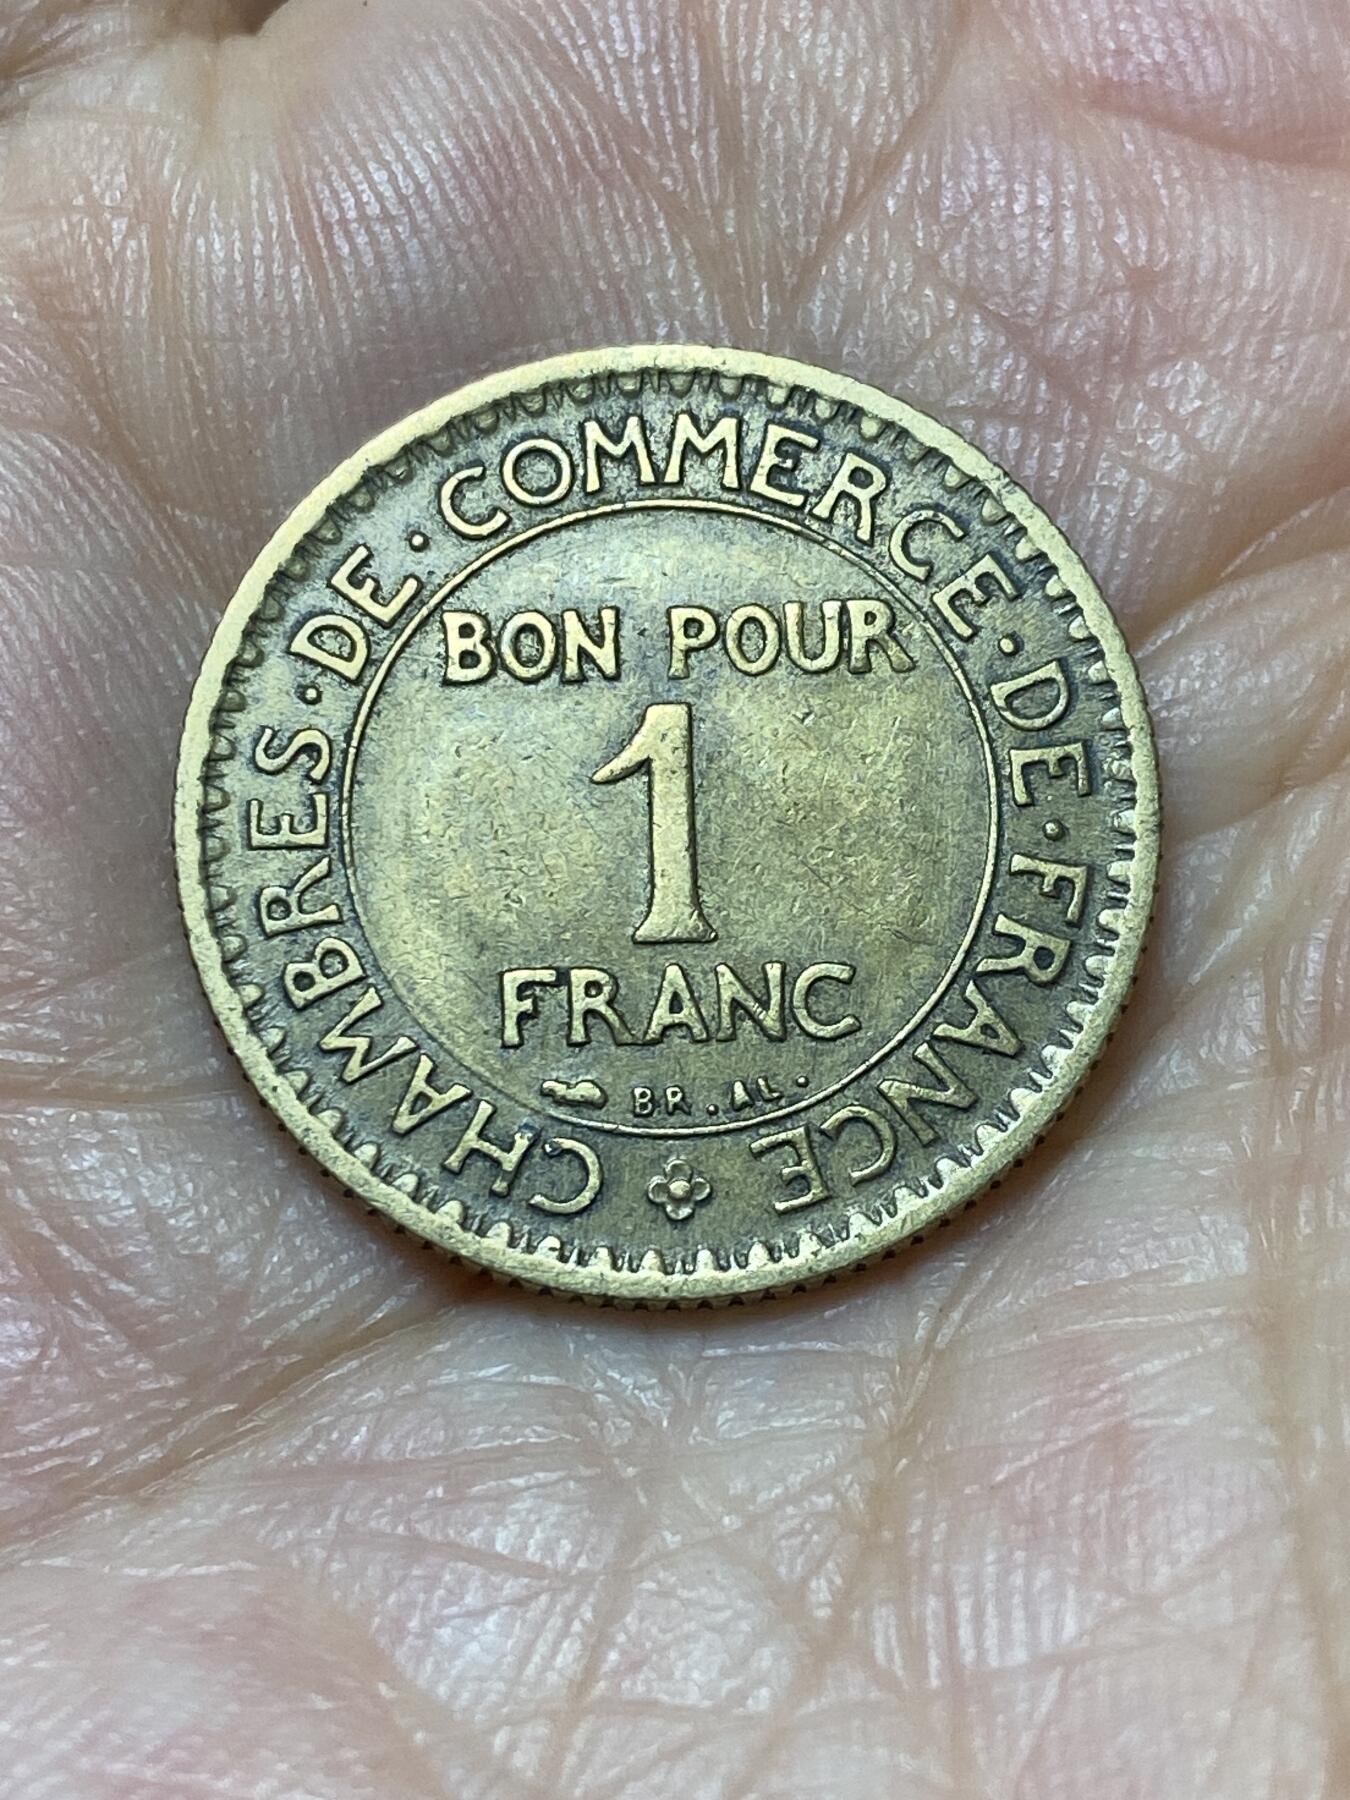 CHAMBRES·DE·COMMERCE·DE·FRANCE
BON POUR
1
FRANC
BR. AL.